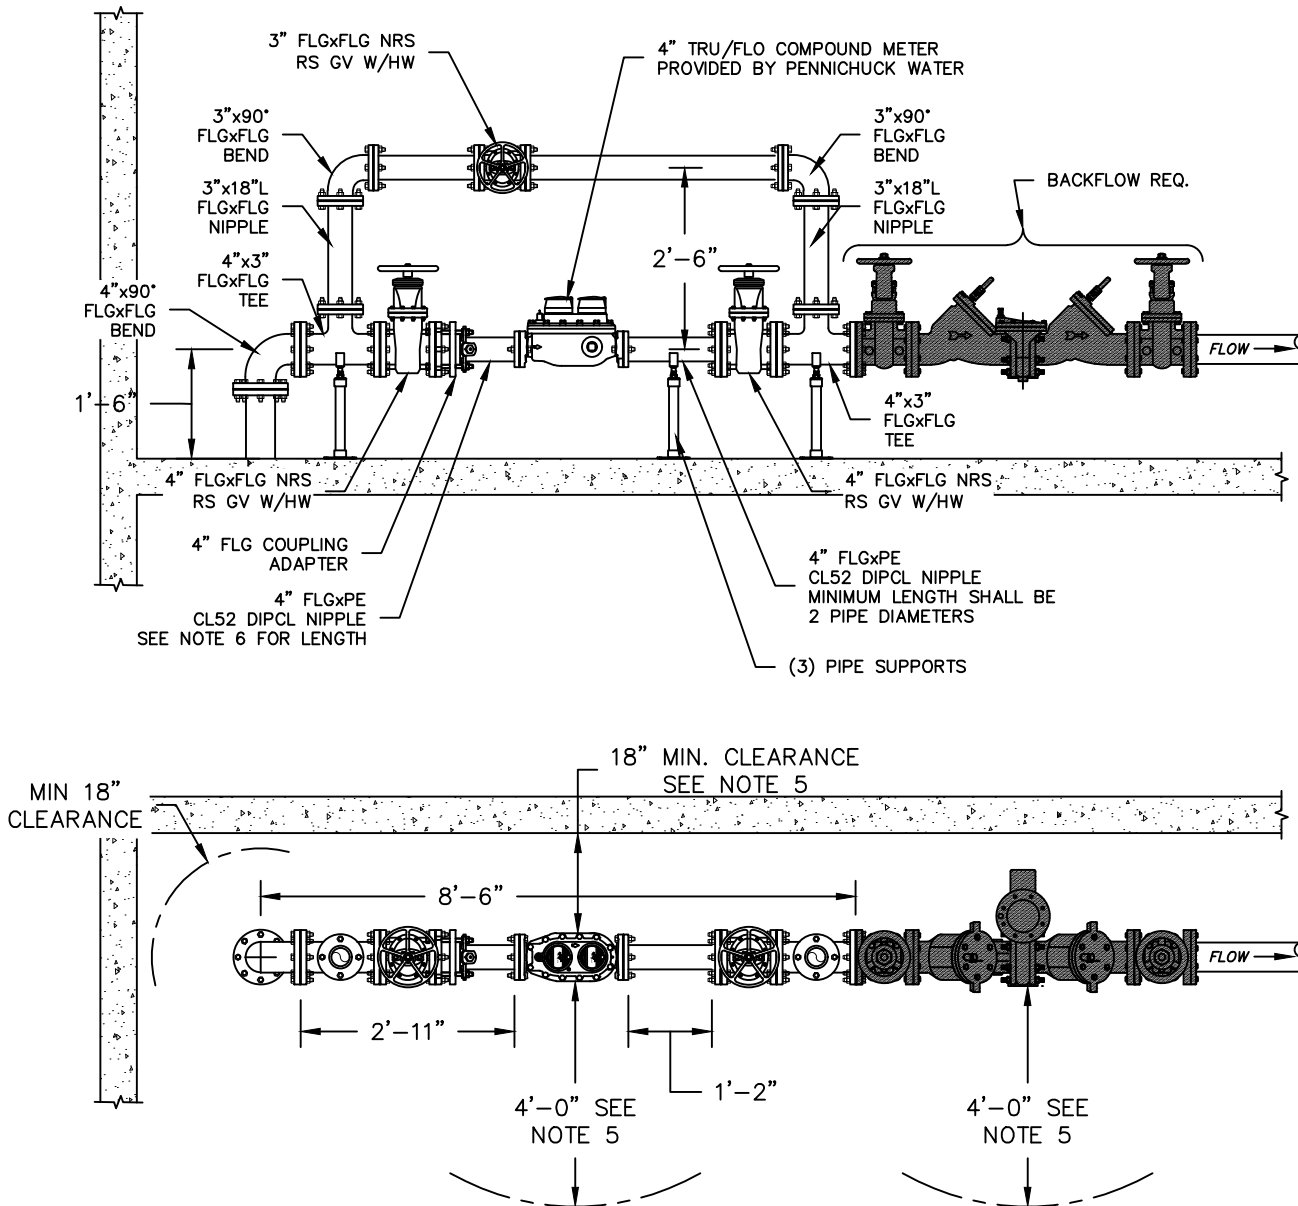 3" FLGxFLG NRS
RS GV W/HW
4" TRU/FLO COMPOUND METER
PROVIDED BY PENNICHUCK WATER
3"x90°
FLGxFLG
BEND
3"x90°
FLGxFLG
BEND
3"x18"L
FLGxFLG
NIPPLE
3"x18"L
FLGxFLG
NIPPLE
BACKFLOW REQ.
2'-6"
4"x3"
FLGxFLG
TEE
4"x90°
FLGxFLG
BEND
FLOW
1'-6"
4"x3"
FLGxFLG
TEE
4" FLGxFLG NRS
RS GV W/HW
4" FLGxFLG NRS
RS GV W/HW
4" FLG COUPLING
ADAPTER
4" FLGxPE
CL52 DIPCL NIPPLE
MINIMUM LENGTH SHALL BE
2 PIPE DIAMETERS
4" FLGxPE
CL52 DIPCL NIPPLE
SEE NOTE 6 FOR LENGTH
(3) PIPE SUPPORTS
18" MIN. CLEARANCE
SEE NOTE 5
MIN 18"
CLEARANCE
8'-6"
FLOW
2'-11"
1'-2"
4'-0" SEE
NOTE 5
4'-0" SEE
NOTE 5